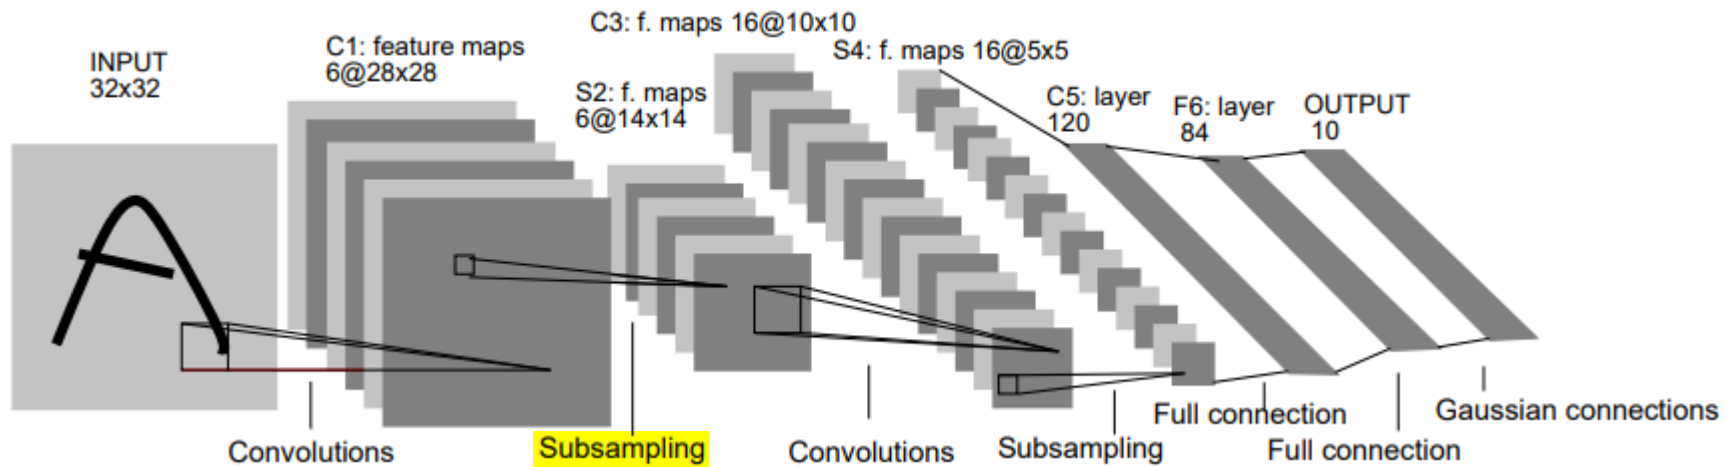 INPUT
32x32
C1: feature maps
6@28x28
S2: f. maps
6@14x14
C3: f. maps 16@10x10
S4: f. maps 16@5x5
C5: layer
120
F6: layer
84
OUTPUT
10
Convolutions
Subsampling
Convolutions
Subsampling
Full connection
Full connection
Gaussian connections